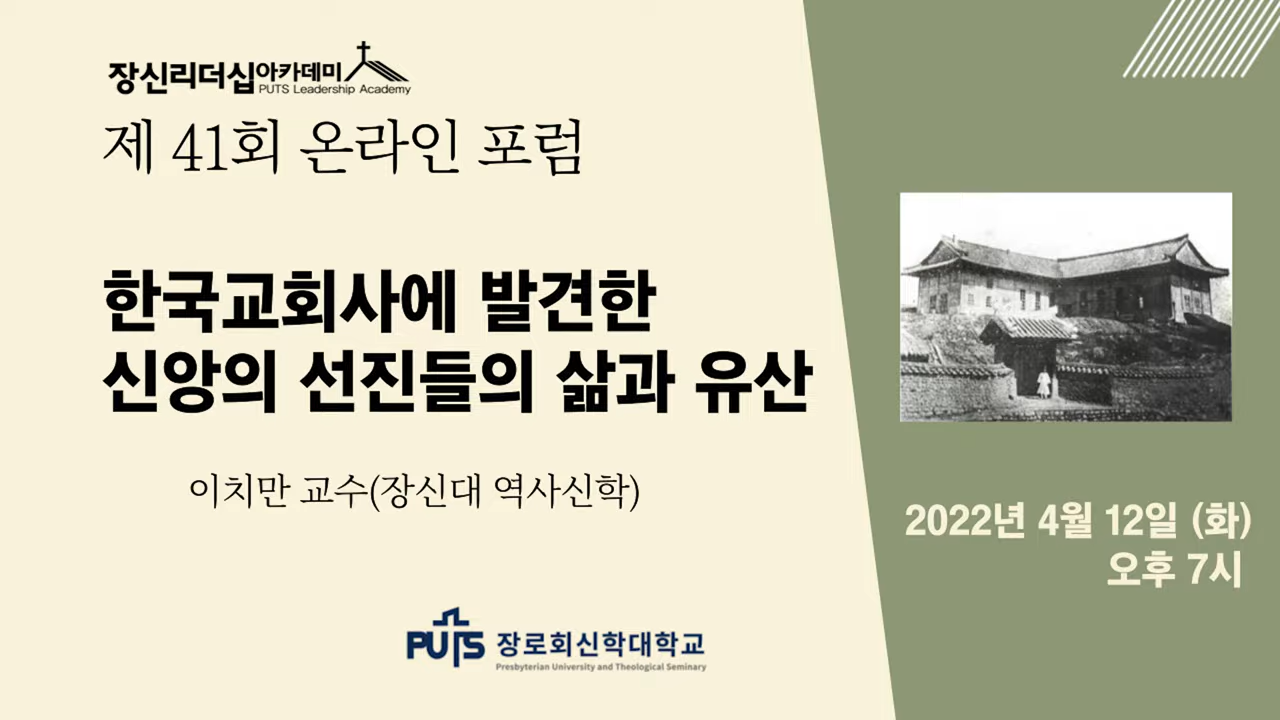 장신리더십아카데미
PUTS Leadership Academy
제 41회 온라인 포럼
한국교회사에 발견한
신앙의 선진들의 삶과 유산
이치만 교수(장신대 역사신학)
2022년 4월 12일 (화)
오후 7시
PUTS 장로회신학대학교
Presbyterian University and Theological Seminary